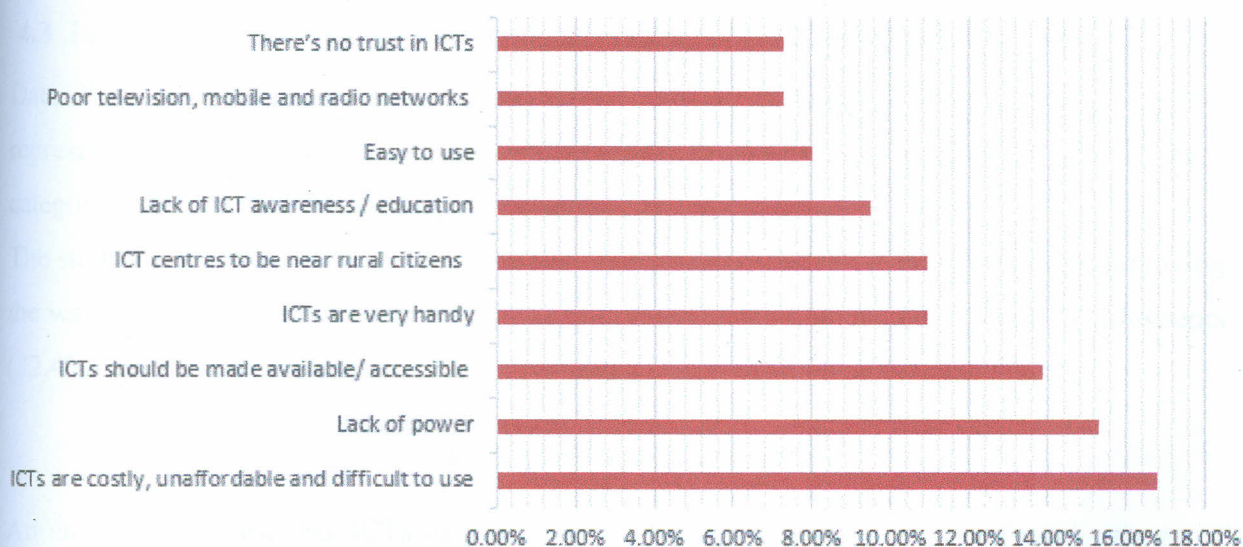 There's no trust in ICTs
Poor television, mobile and radio networks
Easy to use
Lack of ICT awareness / education
ICT centres to be near rural citizens
ICTs are very handy
ICTs should be made available/ accessible
Lack of power
ICTs are costly, unaffordable and difficult to use
0.00% 2.00% 4.00% 6.00% 8.00% 10.00% 12.00% 14.00% 16.00% 18.00%